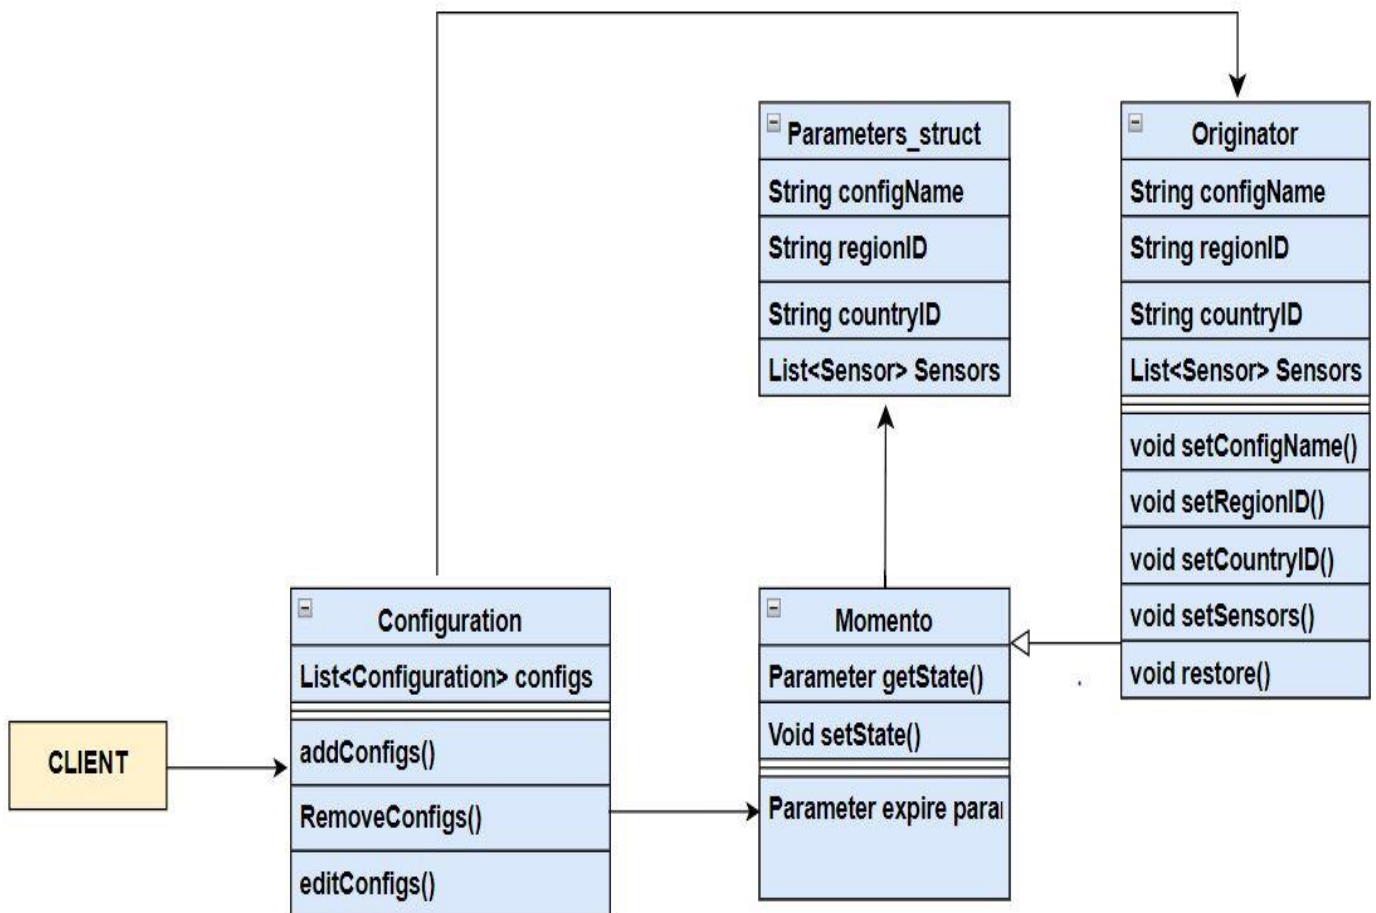 Parameters_struct
String configName
String regionID
String countryID
List<Sensor> Sensors
Originator
String configName
String regionID
String countryID
List<Sensor> Sensors
void setConfigName()
void setRegionID()
void setCountryID()
void setSensors()
void restore()
Configuration
List<Configuration> configs
addConfigs()
RemoveConfigs()
editConfigs()
Momento
Parameter getState()
Void setState()
Parameter expire
CLIENT